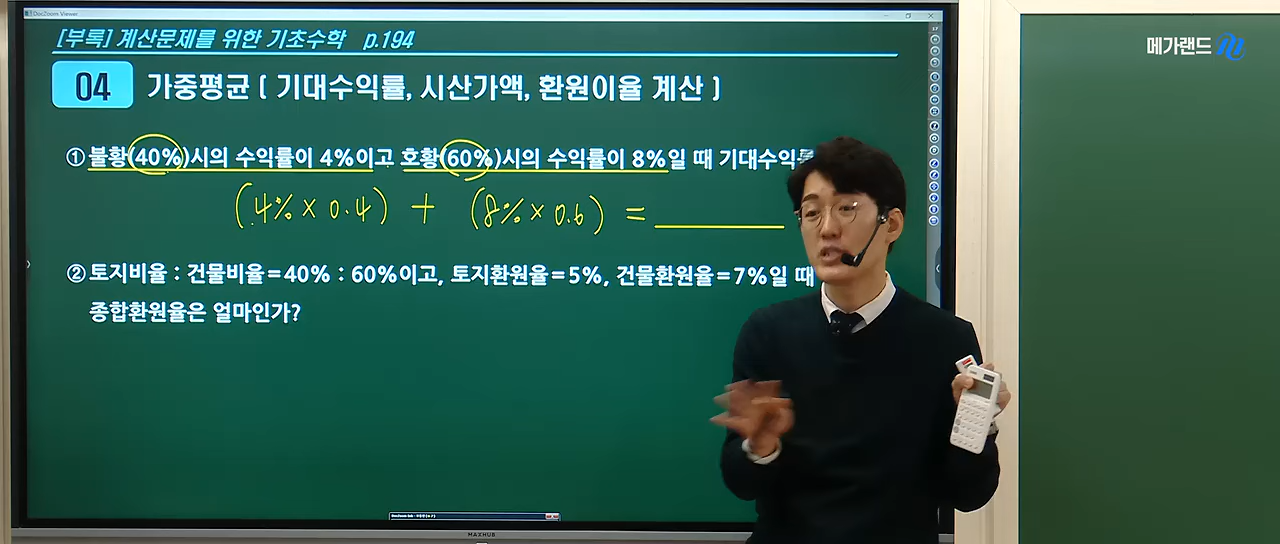 DocZoom Viewer
[부록] 계산문제를 위한 기초수학 p.194
메가랜드
04 가중평균 ( 기대수익률, 시산가액, 환원이율 계산 )
① 불황(40%)시의 수익률이 4%이고 호황(60%)시의 수익률이 8%일 때 기대수익률
(4% × 0.4) + (8% × 0.6) =
② 토지비율 : 건물비율=40% : 60%이고, 토지환원율=5%, 건물환원율=7%일 때
종합환원율은 얼마인가?
MAXHUB